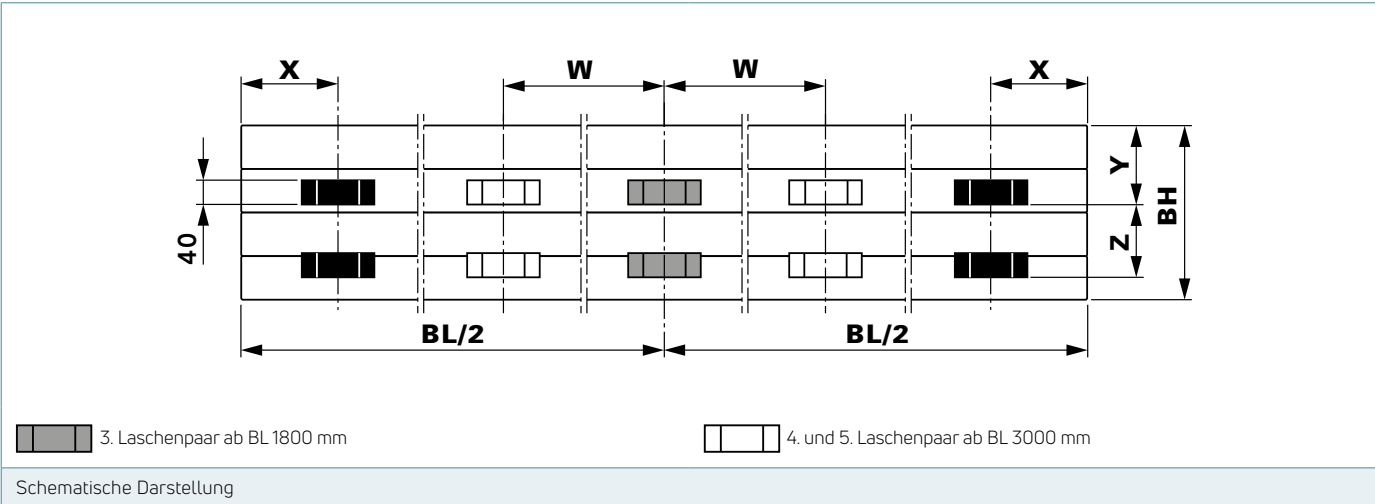 X W W X
Y
BH
40
Z
BL/2 BL/2
3. Laschenpaar ab BL 1800 mm
4. und 5. Laschenpaar ab BL 3000 mm
Schematische Darstellung